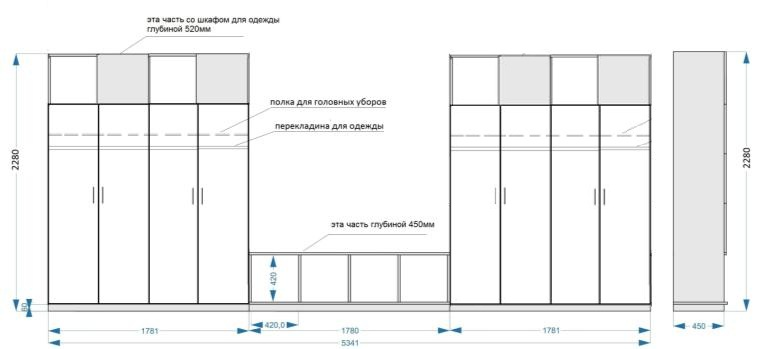 эта часть со шкафом для одежды
глубиной 520мм
полка для головных уборов
перекладина для одежды
2280
2280
эта часть глубиной 450мм
420
60
420,0
1781
1780
1781
450
5341